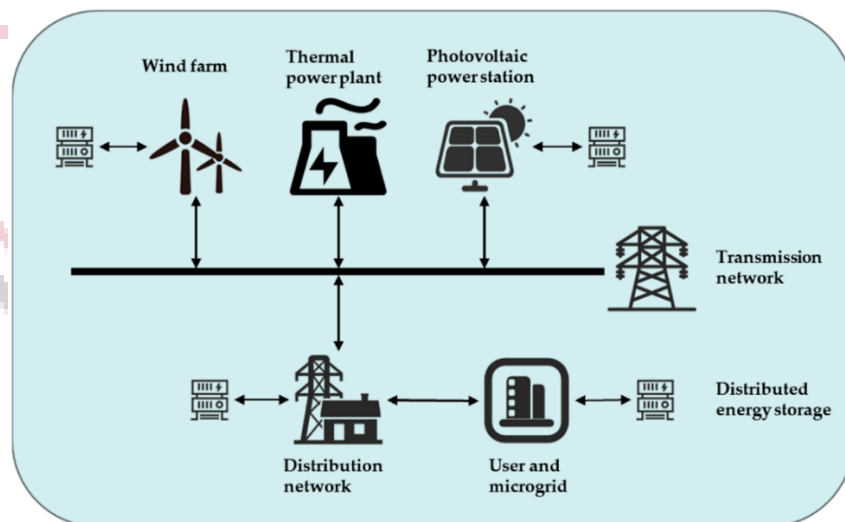 Wind farm
Thermal
power plant
Photovoltaic
power station
Transmission
network
Distributed
energy storage
Distribution
network
User and
microgrid